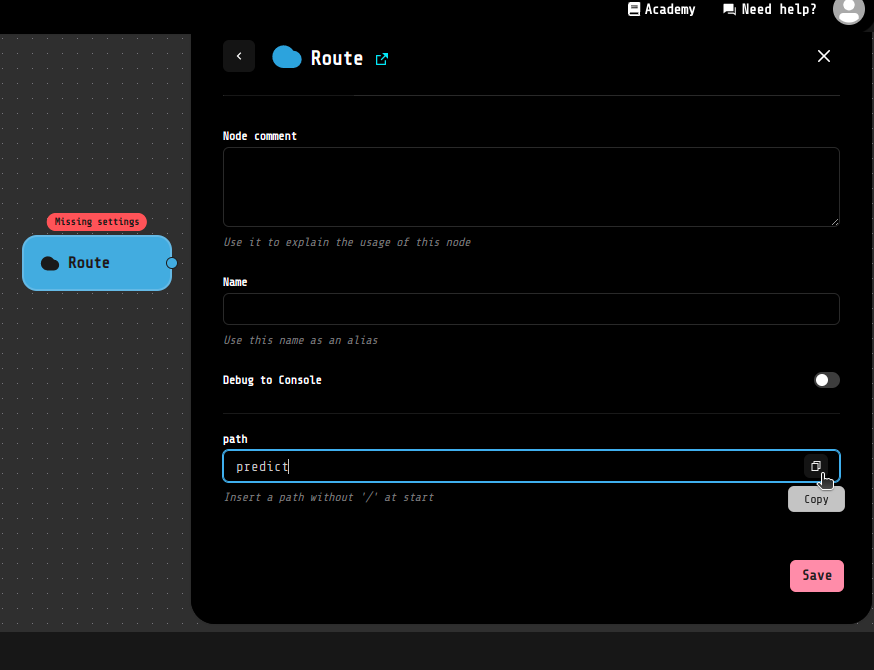 Academy
Need help?
Route
Node comment
Missing settings
Use it to explain the usage of this node
Route
Name
Use this name as an alias
Debug to Console
path
predict
Insert a path without '/' at start
Copy
Save